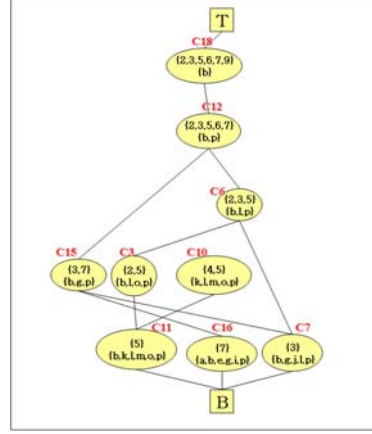 T
C18
{2,3,5,6,7,9}
{b}
C12
{2,3,5,6,7}
{b,p}
C6
{2,3,5}
{b,l,p}
C15
{3,7}
{b,g,p}
C3
{2,5}
{b,l,o,p}
C10
{4,5}
{k,l,m,o,p}
C11
{5}
{b,k,l,m,o,p}
C16
{7}
{a,b,e,g,i,p}
C7
{3}
{b,g,j,l,p}
B